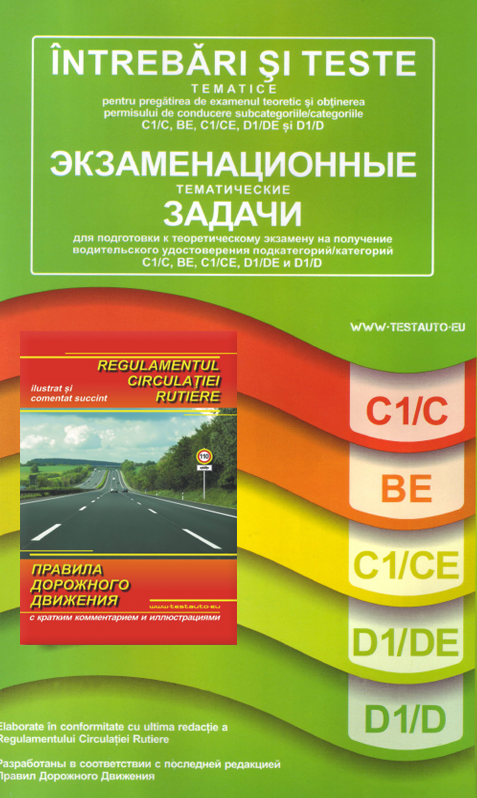 ÎNTREBĂRI ŞI TESTE
TEMATICE
pentru pregătirea de examenul teoretic şi obţinerea
permisului de conducere subcategoriile/categoriile
C1/C, BE, C1/CE, D1/DE şi D1/D
ЭКЗАМЕНАЦИОННЫЕ
ТЕМАТИЧЕСКИЕ
ЗАДАЧИ
для подготовки к теоретическому экзамену на получение
водительского удостоверения подкатегорий/категорий
C1/C, BE, C1/CE, D1/DE и D1/D
WWW·TESTAUTO·EU
REGULAMENTUL
CIRCULAŢIEI
RUTIERE
ilustrat şi
comentat succint
110
ПРАВИЛА
ДОРОЖНОГО
ДВИЖЕНИЯ
www·testauto·eu
с кратким комментарием и иллюстрациями
C1/C
BE
C1/CE
D1/DE
D1/D
Elaborate în conformitate cu ultima redacţie a
Regulamentului Circulaţiei Rutiere
Разработаны в соответствии с последней редакцией
Правил Дорожного Движения